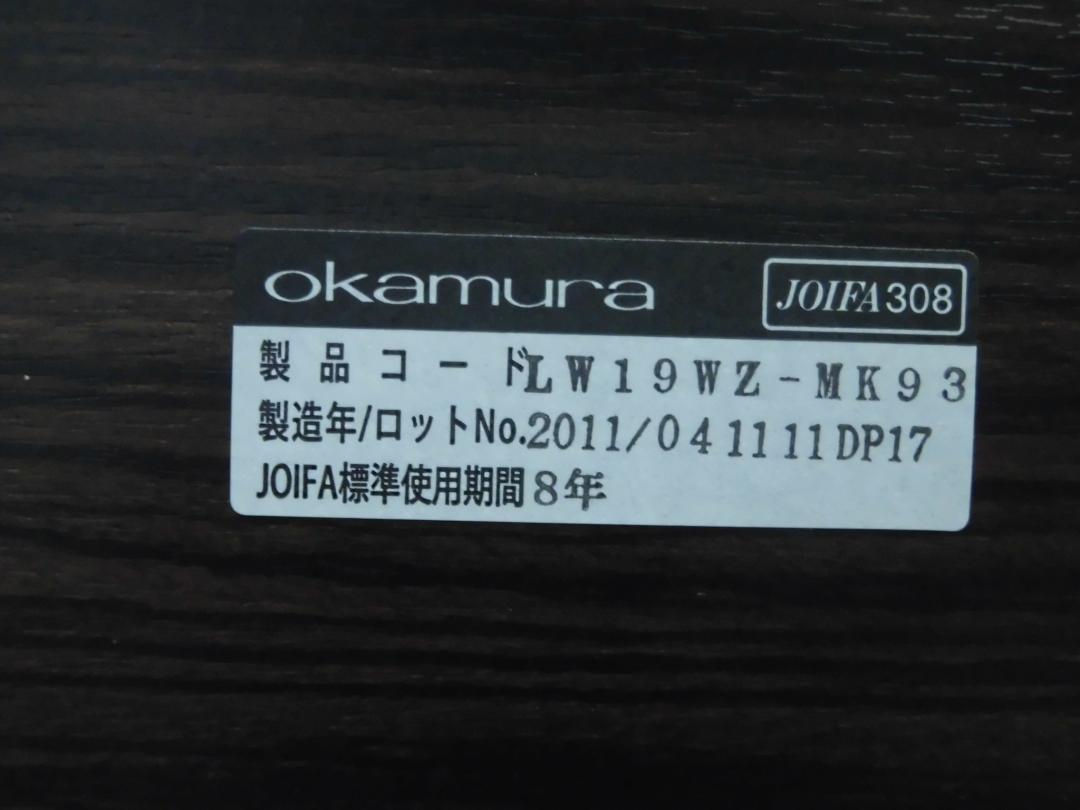 okamura
JOIFA308
製品コードLW19WZ-MK93
製造年/ロットNo.2011/041111DP17
JOIFA標準使用期間8年